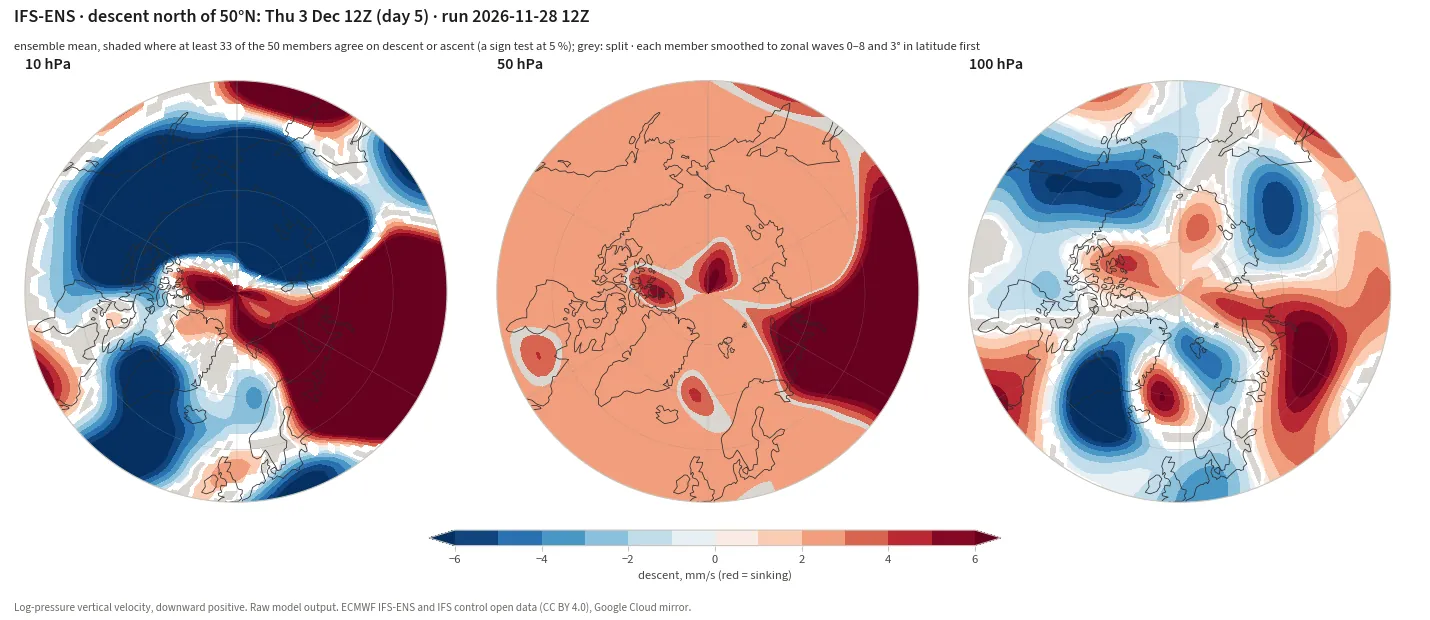 IFS-ENS · descent north of 50°N: Thu 3 Dec 12Z (day 5) · run 2026-11-28 12Z
ensemble mean, shaded where at least 33 of the 50 members agree on descent or ascent (a sign test at 5 %); grey: split · each member smoothed to zonal waves 0–8 and 3° in latitude first
10 hPa
50 hPa
100 hPa
−6 −4 −2 0 2 4 6
descent, mm/s (red = sinking)
Log-pressure vertical velocity, downward positive. Raw model output. ECMWF IFS-ENS and IFS control open data (CC BY 4.0), Google Cloud mirror.